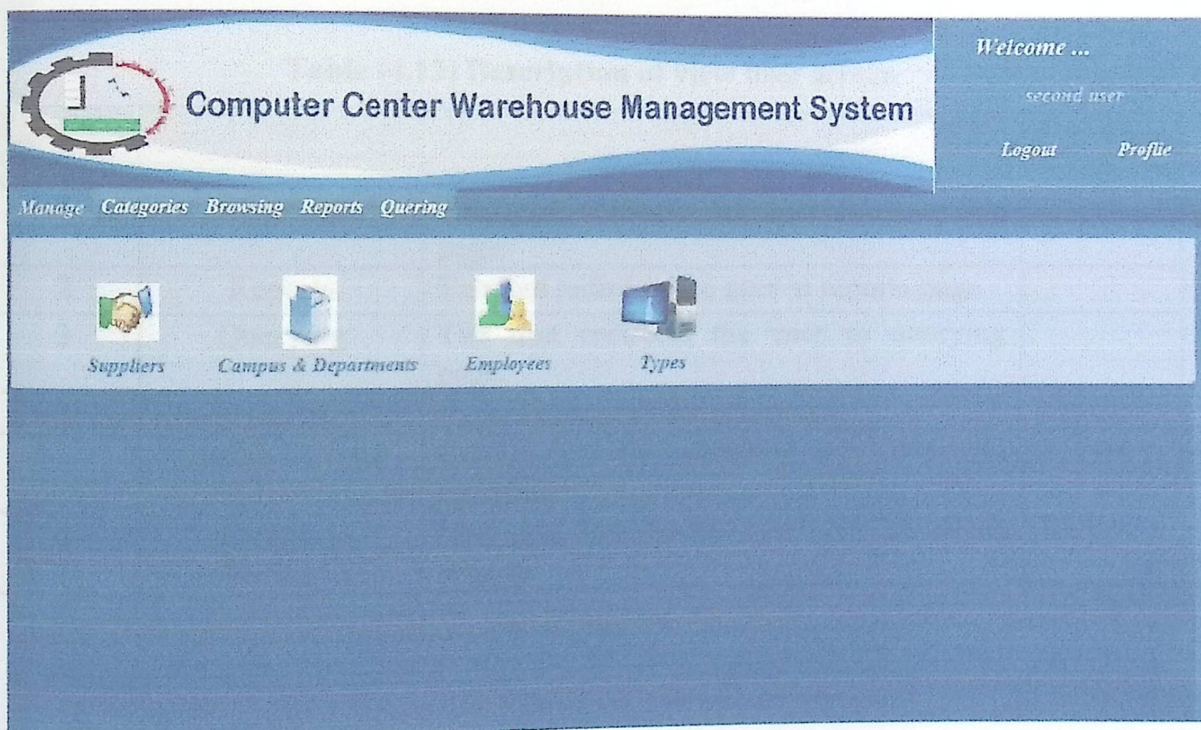 Welcome ...
second user
Computer Center Warehouse Management System
Logout Proflie
Manage Categories Browsing Reports Quering
Suppliers Campus & Departments Employees Types